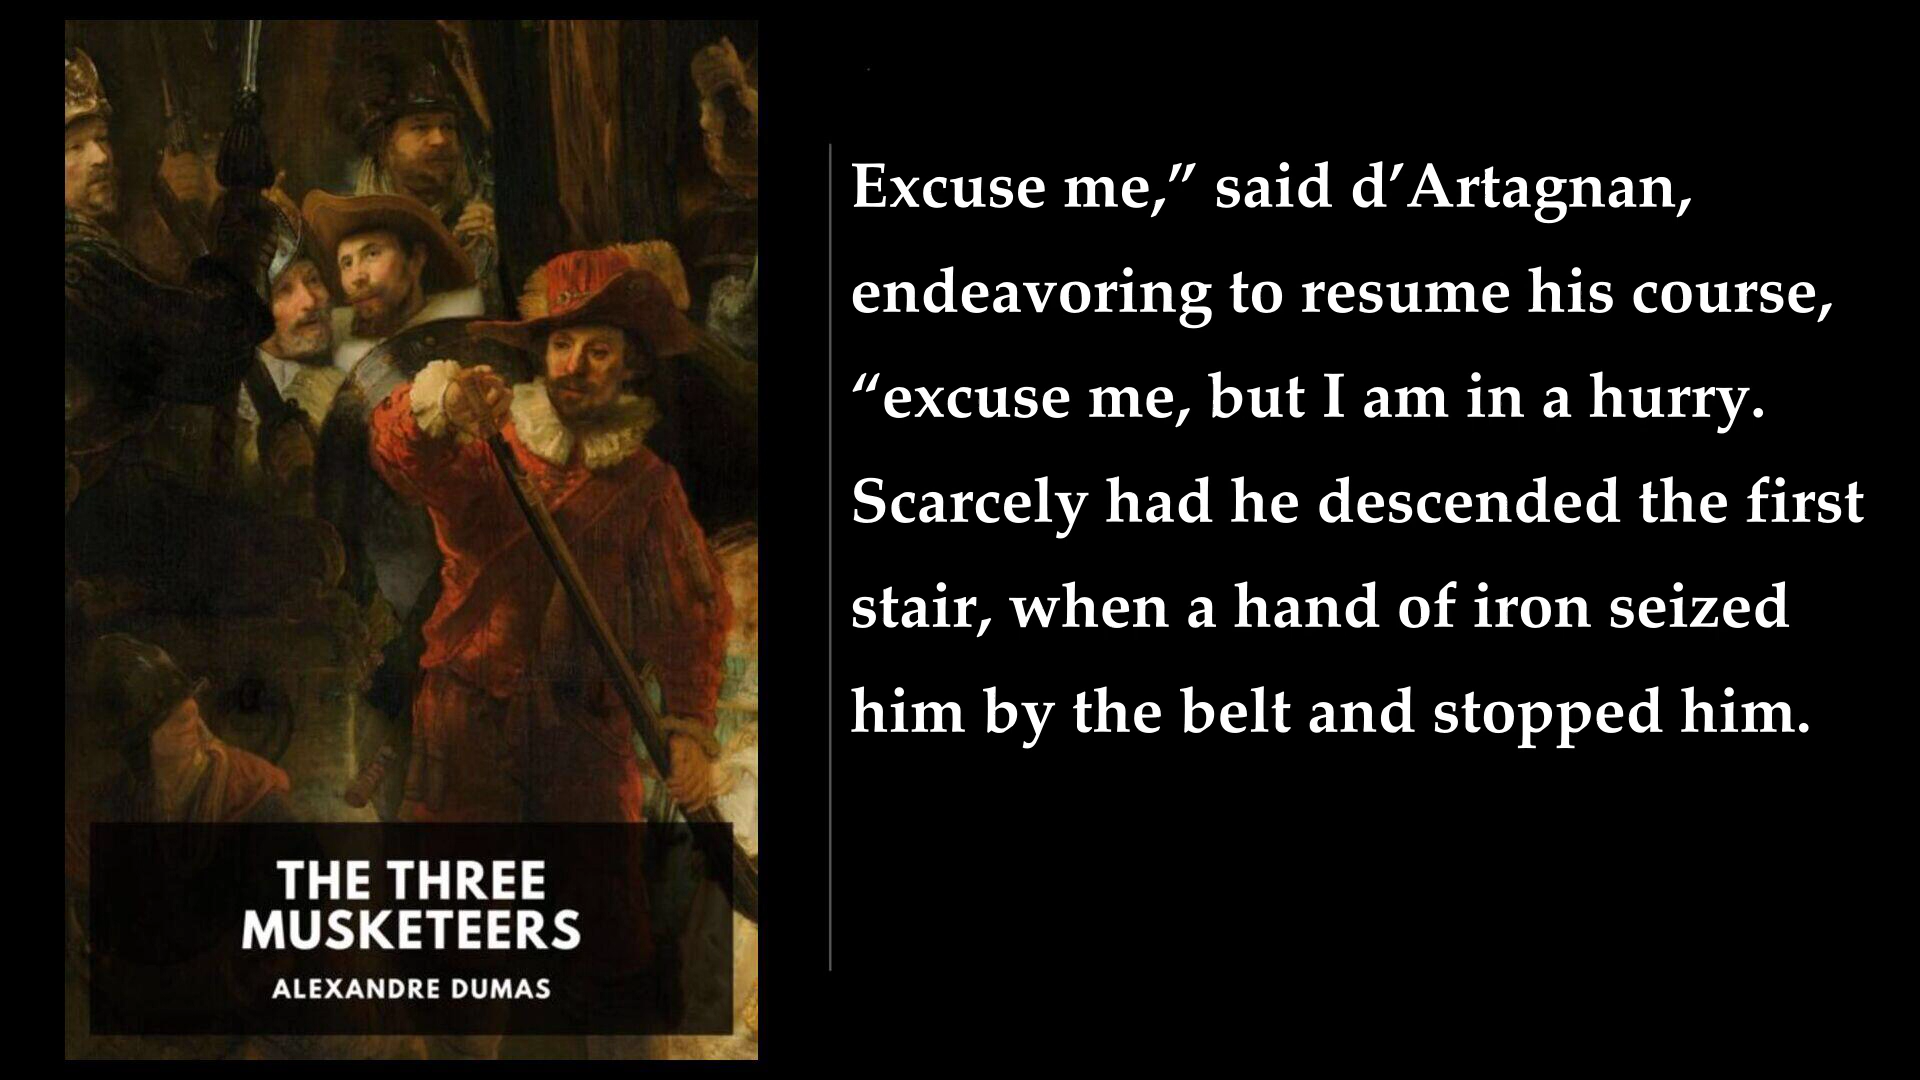 THE THREE
MUSKETEERS
ALEXANDRE DUMAS
Excuse me,” said d’Artagnan,
endeavoring to resume his course,
“excuse me, but I am in a hurry.
Scarcely had he descended the first
stair, when a hand of iron seized
him by the belt and stopped him.